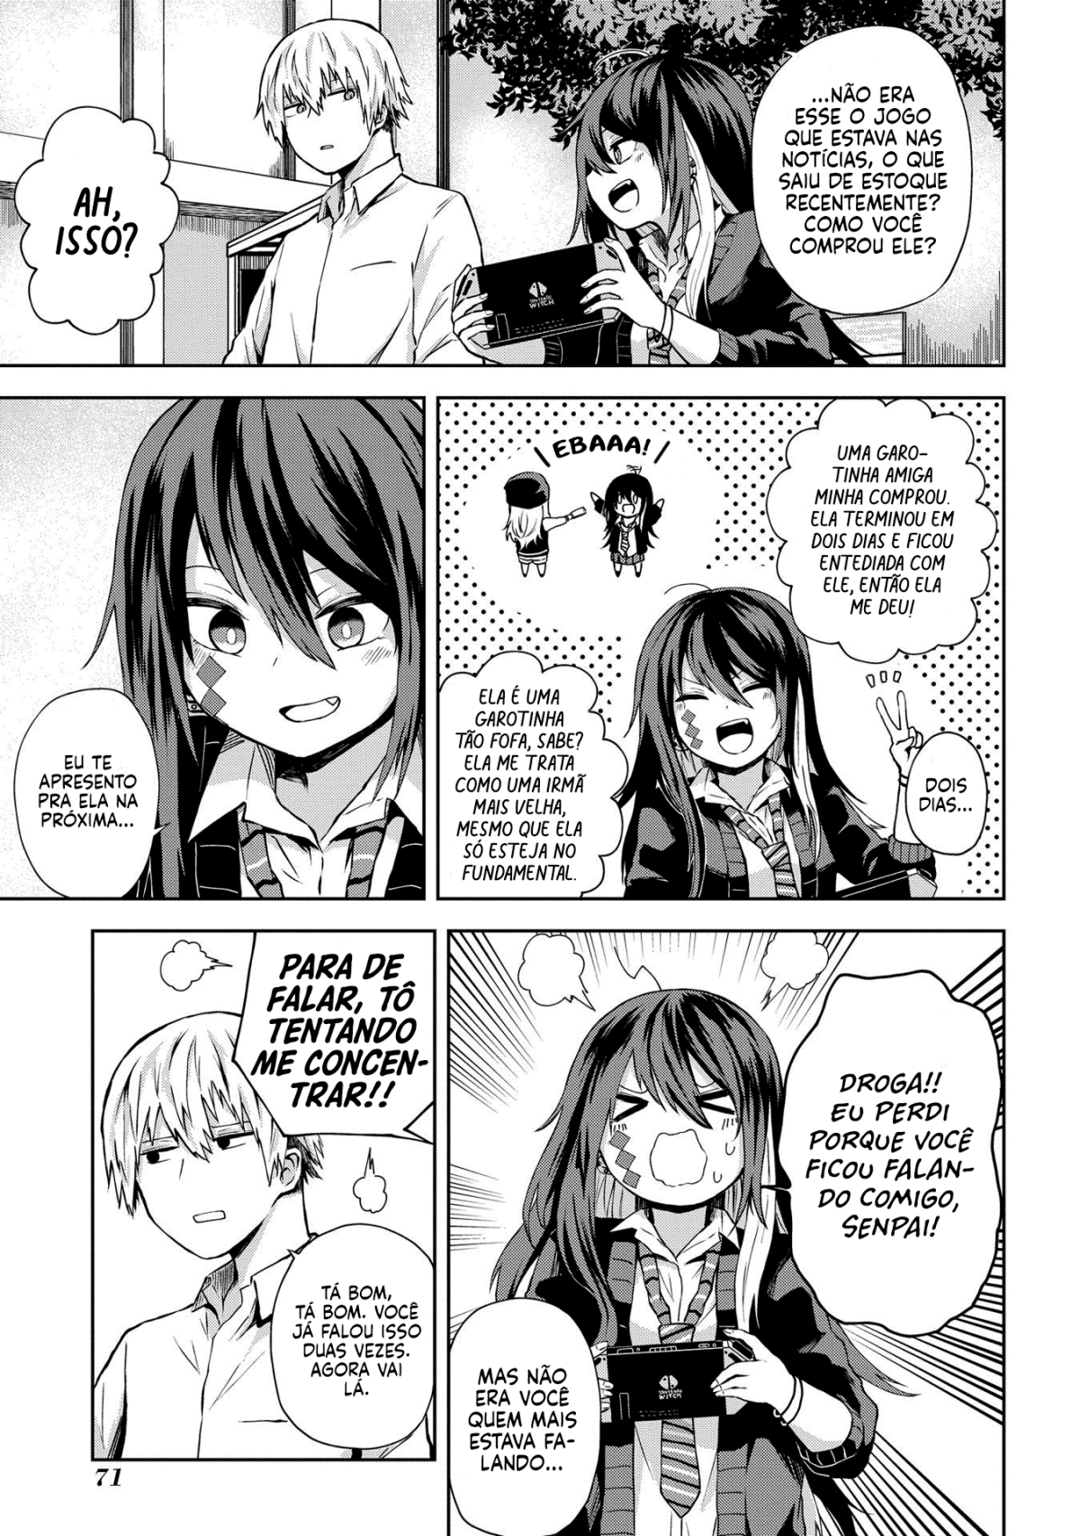 ...NÃO ERA
ESSE O JOGO
QUE ESTAVA NAS
NOTÍCIAS, O QUE
SAIU DE ESTOQUE
RECENTEMENTE?
COMO VOCÊ
COMPROU ELE?
WITCH
AH,
ISSO?
UMA GARO-
TINHA AMIGA
MINHA COMPROU.
ELA TERMINOU EM
DOIS DIAS E FICOU
ENTEDIADA COM
ELE, ENTÃO ELA
ME DEU!
EBAAA!
DOIS
DIAS...
ELA É UMA
GAROTINHA
TÃO FOFA, SABE?
ELA ME TRATA
COMO UMA IRMÃ
MAIS VELHA,
MESMO QUE ELA
SÓ ESTEJA NO
FUNDAMENTAL.
EU TE
APRESENTO
PRA ELA NA
PRÓXIMA...
DROGA!!
EU PERDI
PORQUE VOCÊ
FICOU FALAN-
DO COMIGO,
SENPAI!
MAS NÃO
ERA VOCÊ
QUEM MAIS
ESTAVA FA-
LANDO...
WITCH
PARA DE
FALAR, TÔ
TENTANDO
ME CONCEN-
TRAR!!
TÁ BOM,
TÁ BOM. VOCÊ
JÁ FALOU ISSO
DUAS VEZES.
AGORA VAI
LÁ.
71